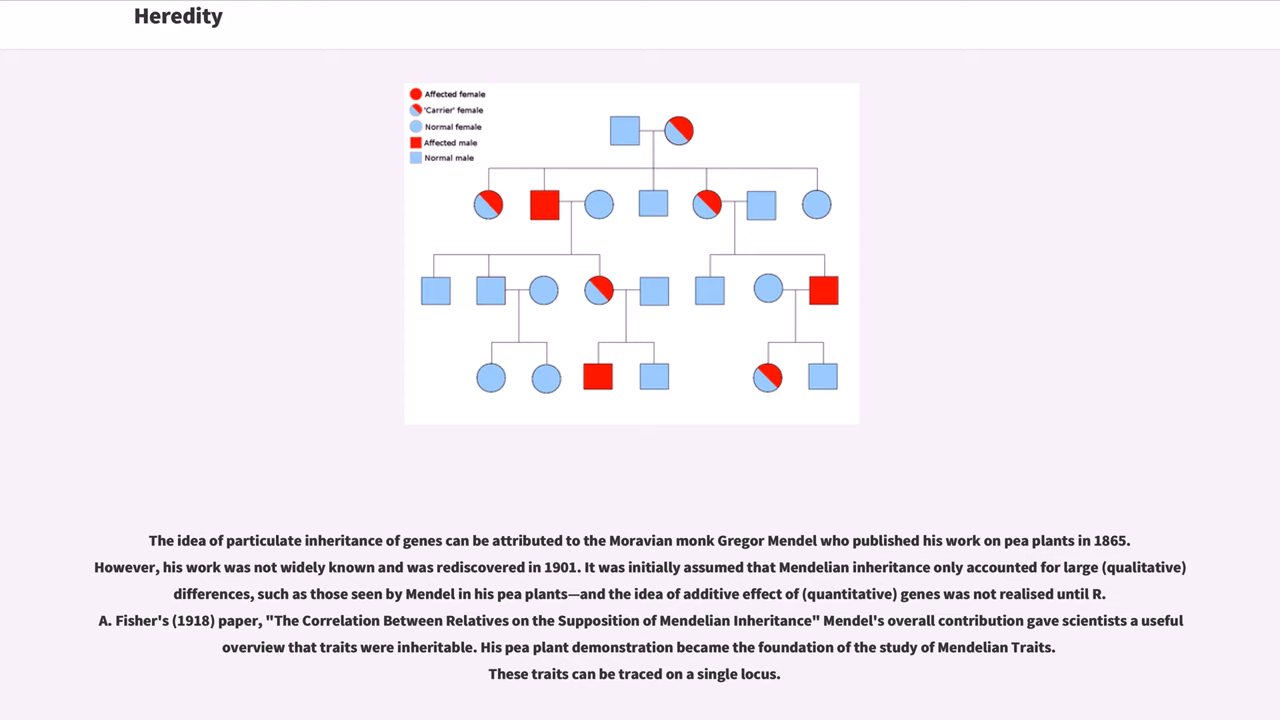 Heredity
Affected female
'Carrier' female
Normal female
Affected male
Normal male
The idea of particulate inheritance of genes can be attributed to the Moravian monk Gregor Mendel who published his work on pea plants in 1865.
However, his work was not widely known and was rediscovered in 1901. It was initially assumed that Mendelian inheritance only accounted for large (qualitative)
differences, such as those seen by Mendel in his pea plants—and the idea of additive effect of (quantitative) genes was not realised until R.
A. Fisher's (1918) paper, "The Correlation Between Relatives on the Supposition of Mendelian Inheritance" Mendel's overall contribution gave scientists a useful
overview that traits were inheritable. His pea plant demonstration became the foundation of the study of Mendelian Traits.
These traits can be traced on a single locus.